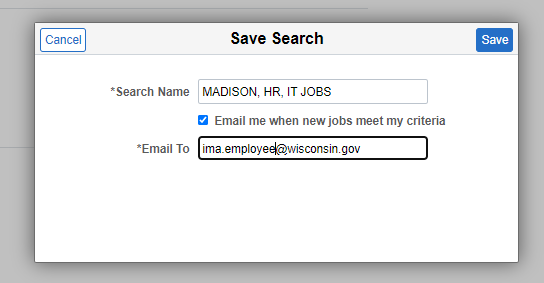 Cancel
Save Search
Save
*Search Name
MADISON, HR, IT JOBS
Email me when new jobs meet my criteria
*Email To
ima.employee@wisconsin.gov